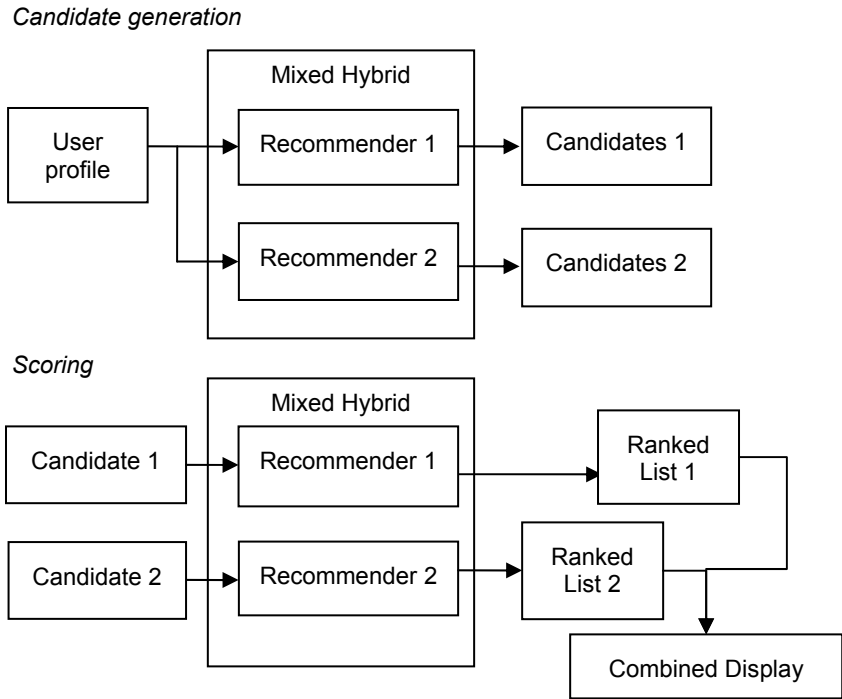 Candidate generation
Mixed Hybrid
User
profile
Recommender 1
Candidates 1
Recommender 2
Candidates 2
Scoring
Mixed Hybrid
Candidate 1
Recommender 1
Ranked
List 1
Candidate 2
Recommender 2
Ranked
List 2
Combined Display